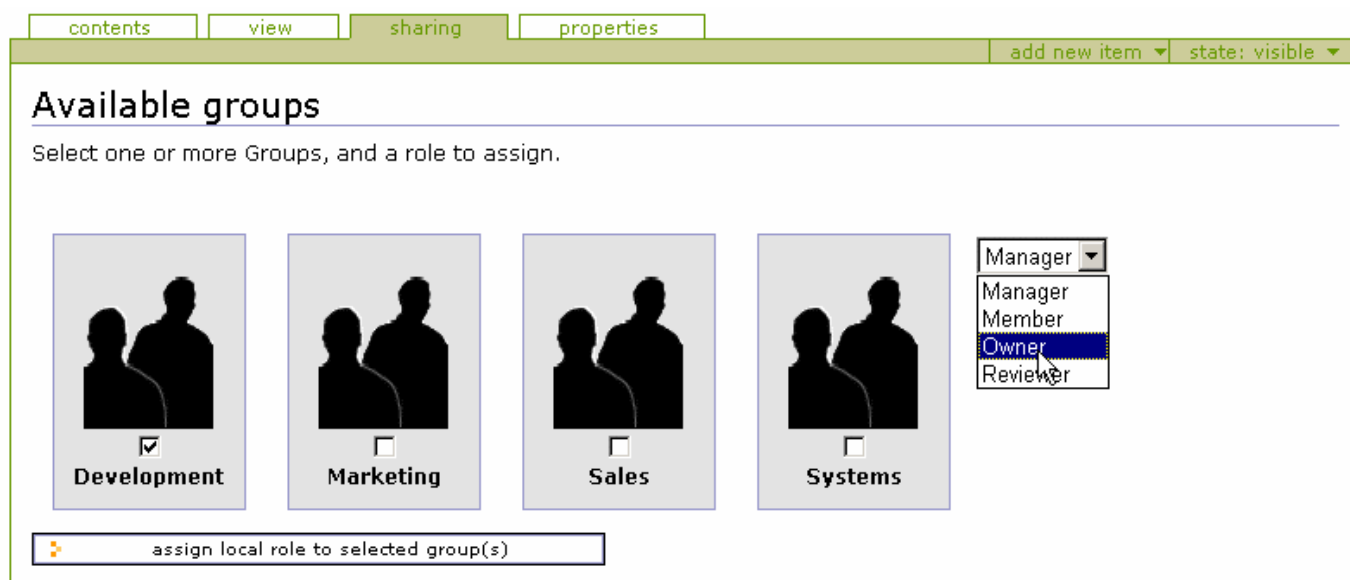 contents view sharing properties
add new item state: visible
Available groups
Select one or more Groups, and a role to assign.
Manager
Manager
Member
Owner
Reviewer
Development Marketing Sales Systems
assign local role to selected group(s)